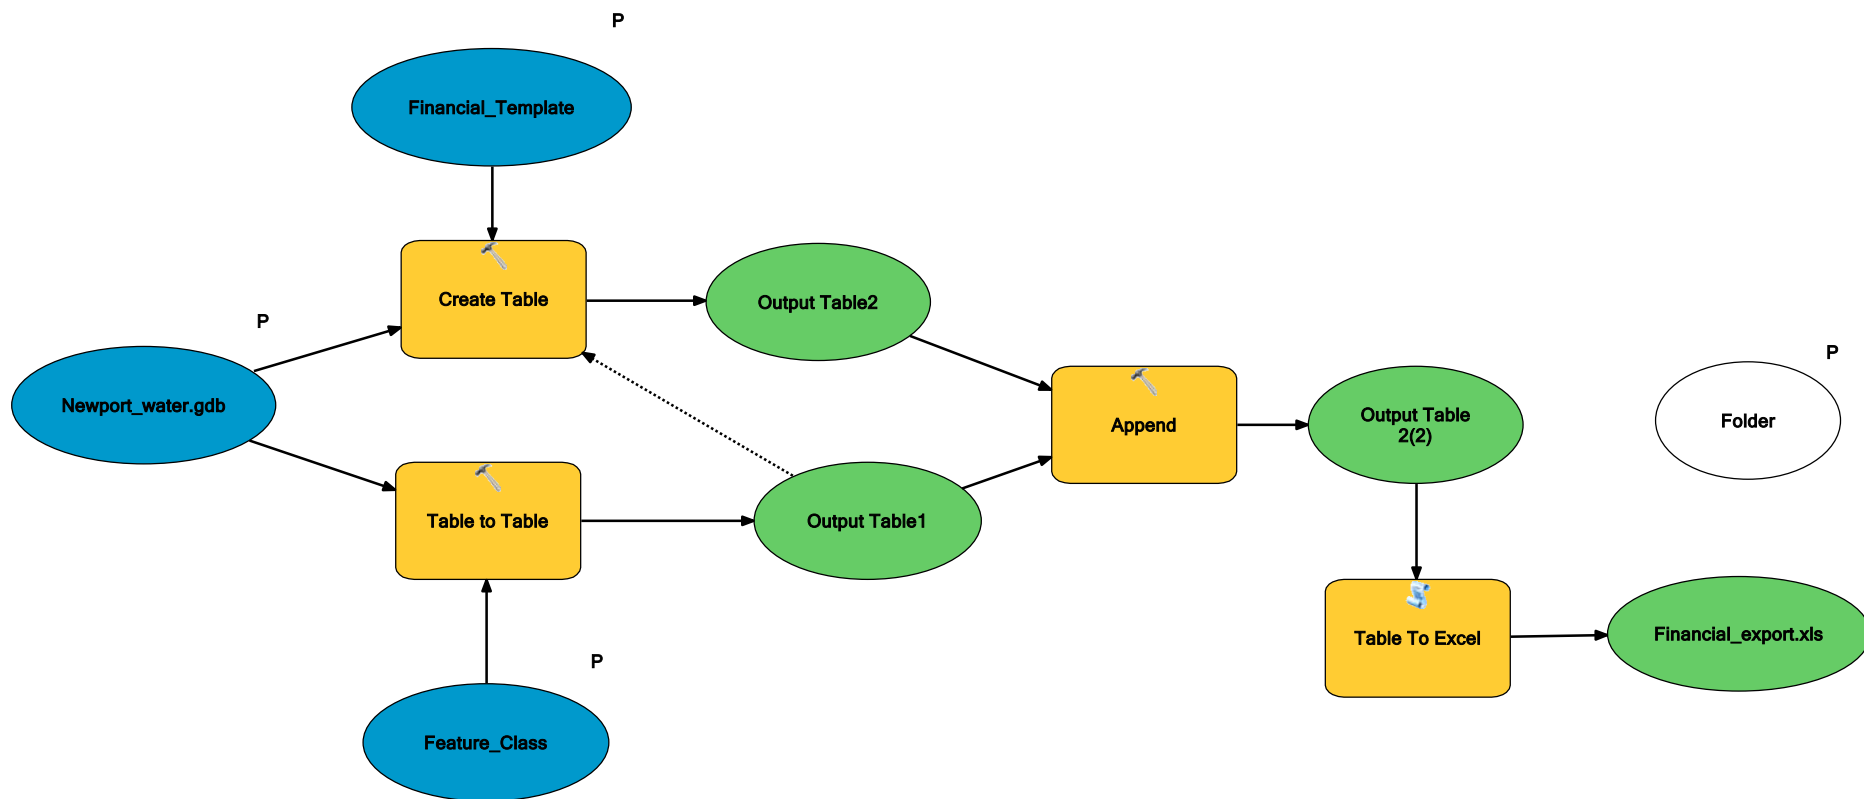 P
Financial_Template
Create Table
Output Table2
P
Newport_water.gdb
P
Folder
Append
Output Table
2(2)
Table to Table
Output Table1
Table To Excel
Financial_export.xls
P
Feature_Class